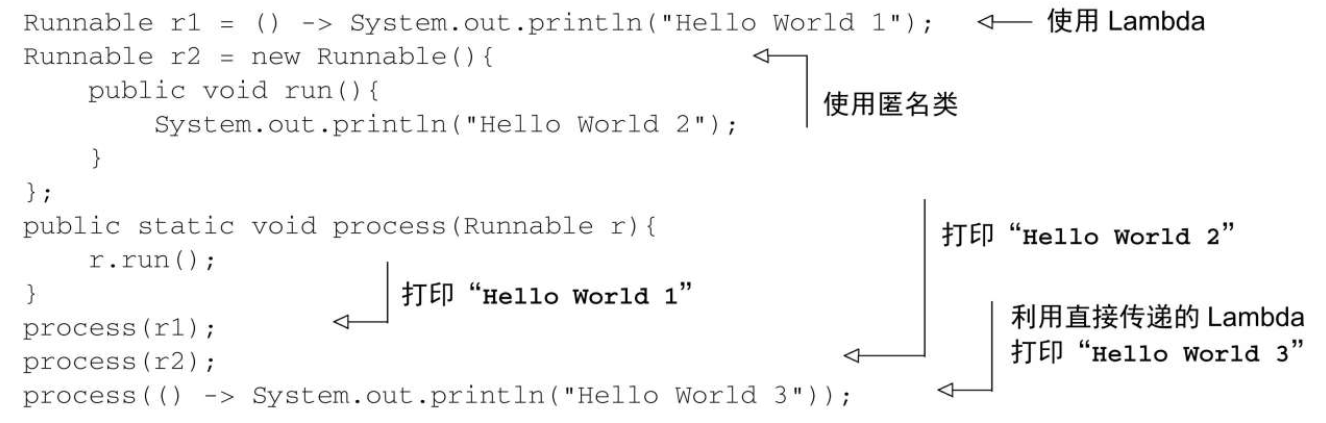 Runnable r1 = () -> System.out.println("Hello World 1"); 使用 Lambda
Runnable r2 = new Runnable(){
    public void run(){
使用匿名类
        System.out.println("Hello World 2");
    }
};
public static void process(Runnable r){
打印“Hello World 2”
    r.run();
}
打印“Hello World 1”
process(r1);
利用直接传递的 Lambda
打印“Hello World 3”
process(r2);
process(() -> System.out.println("Hello World 3"));